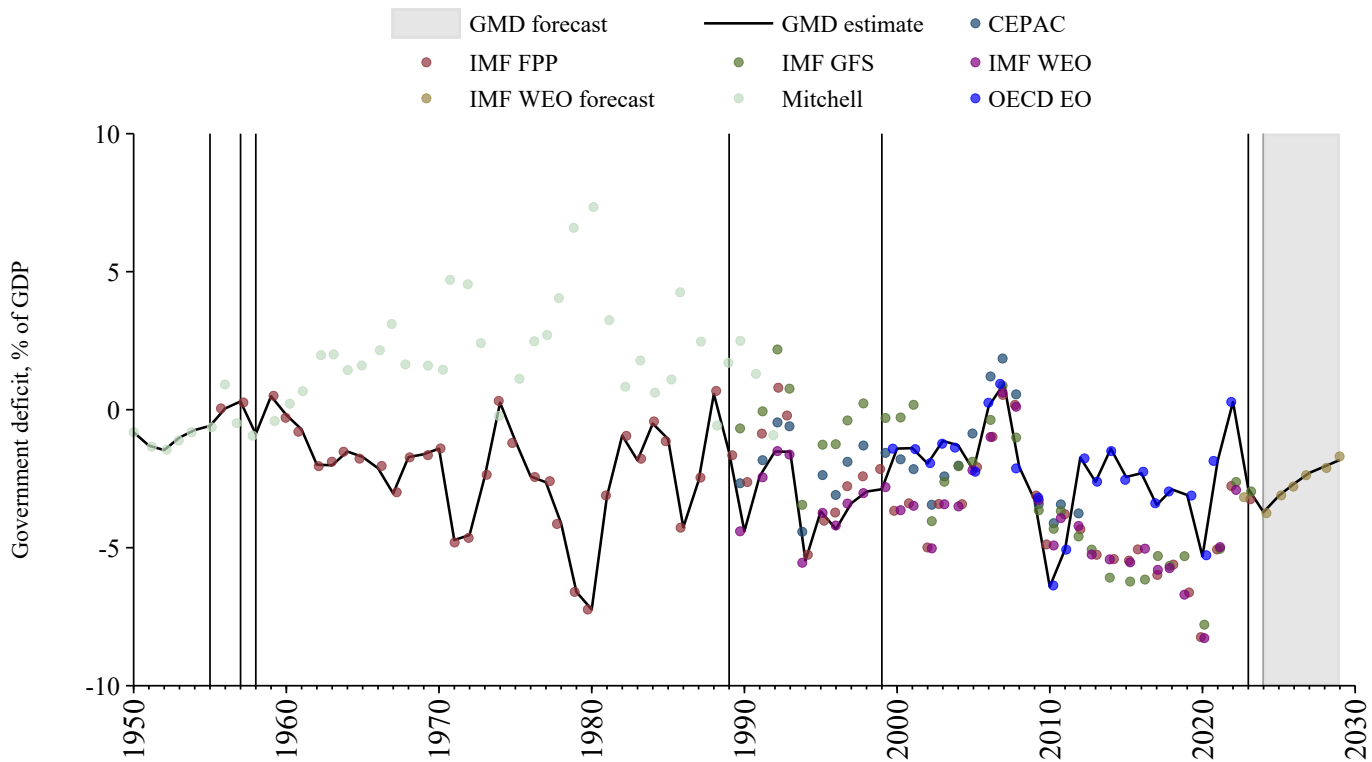 GMD forecast GMD estimate CEPAC
IMF FPP IMF GFS IMF WEO
IMF WEO forecast Mitchell OECD EO
Government deficit, % of GDP
10
5
0
-5
-10
1950 1960 1970 1980 1990 2000 2010 2020 2030